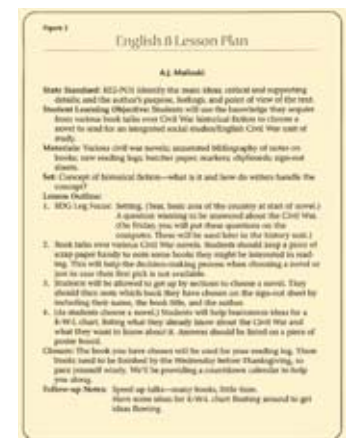 Figure 2
English 8 Lesson Plan
A.J. Malinski
State Standard: RE2-PO1 Identify the main ideas; critical and supporting
details; and the author's purpose, feelings, and point of view of the text.
Student Learning Objective: Students will use the knowledge they acquire
from various book talks over Civil War historical fiction to choose a
novel to read for an integrated social studies/English Civil War unit of
study.
Materials: Various civil war novels; annotated bibliography of notes on
books; new reading logs; butcher paper; markers; clipboards; sign-out
sheets.
Set: Concept of historical fiction—what is it and how do writers handle the
concept?
Lesson Outline:
1. RDG Log Focus: Setting. (Year, basic area of the country at start of novel.)
A question wanting to be answered about the Civil War.
(On Friday, you will put these questions on the
computer. These will be used later in the history unit.)
2. Book talks over various Civil War novels. Students should keep a piece of
scrap paper handy to note some books they might be interested in read-
ing. This will help the decision-making process when choosing a novel or
just in case their first pick is not available.
3. Students will be allowed to get up by sections to choose a novel. They
should then note which book they have chosen on the sign-out sheet by
including their name, the book title, and the author.
4. (As students choose a novel.) Students will help brainstorm ideas for a
K-W-L chart, listing what they already know about the Civil War and
what they want to know about it. Answers should be listed on a piece of
poster board.
Closure: The book you have chosen will be used for your reading log. These
books need to be finished by the Wednesday before Thanksgiving, so
pace yourself wisely. We'll be providing a countdown calendar to help
you along.
Follow-up Notes: Speed up talks—many books, little time.
Have some ideas for K-W-L chart floating around to get
ideas flowing.